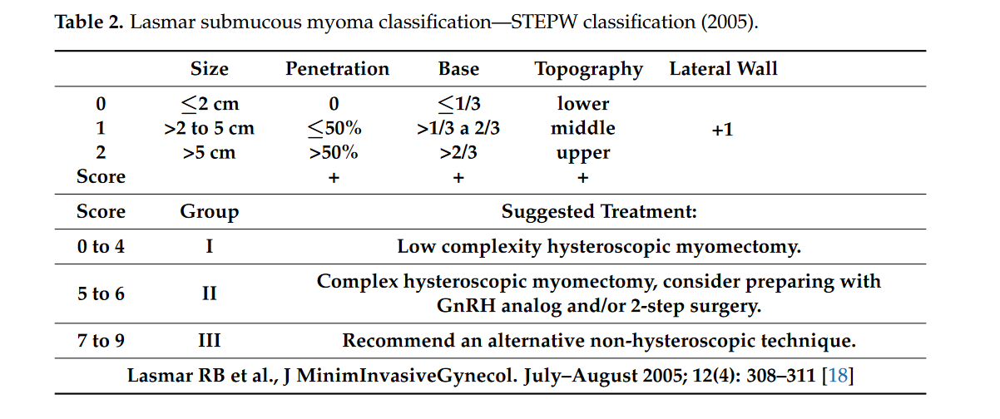 Table 2. Lasmar submucous myoma classification—STEPW classification (2005).
Size Penetration Base Topography Lateral Wall
0 ≤2 cm 0 ≤1/3 lower
1 >2 to 5 cm ≤50% >1/3 a 2/3 middle +1
2 >5 cm >50% >2/3 upper
Score + + +
Score Group Suggested Treatment:
0 to 4 I Low complexity hysteroscopic myomectomy.
5 to 6 II Complex hysteroscopic myomectomy, consider preparing with
GnRH analog and/or 2-step surgery.
7 to 9 III Recommend an alternative non-hysteroscopic technique.
Lasmar RB et al., J MinimInvasiveGynecol. July–August 2005; 12(4): 308–311 [18]